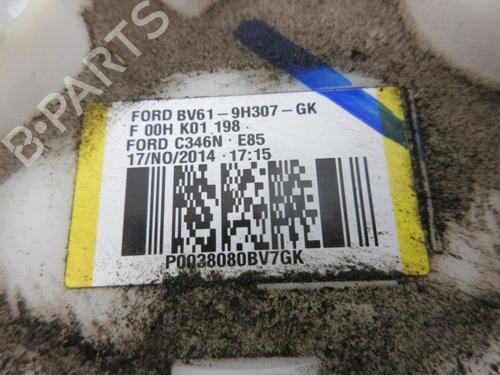 B-PARTS
FORD BV61-9H307-GK
F 00H K01 198
FORD C346N E85
17/NO/2014 17:15
P0038080BV7GK